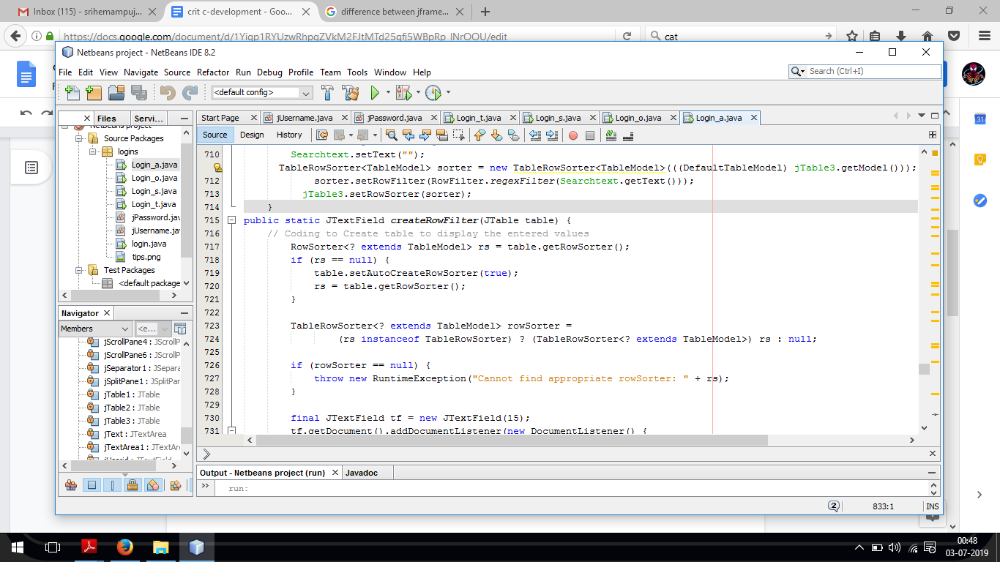 Inbox (115) - srihemampuj...
crit c-development - Goo...
difference between jframe...
https://docs.google.com/document/d/1Yiqp1RYUzwRhpqZVkM2FJtMTd25qfj5WBpRp_lNrOOU/edit
cat
Netbeans project - NetBeans IDE 8.2
File Edit View Navigate Source Refactor Run Debug Profile Team Tools Window Help
Search (Ctrl+I)
<default config>
Files Servi...
Start Page jUsername.java jPassword.java Login_t.java Login_s.java Login_o.java Login_a.java
Source Design History
Netbeans project
Source Packages
logins
Login_a.java
Login_o.java
Login_s.java
Login_t.java
jPassword.jav
jUsername.jav
login.java
tips.png
Test Packages
<default package
Navigator
Members <e...
jScrollPane4 : JScrollP
jScrollPane6 : JScrollP
jSeparator1 : JSepara
jSplitPane1 : JSplitPar
jTable1 : JTable
jTable2 : JTable
jTable3 : JTable
jText : JTextArea
jTextArea1 : JTextAre
710 Searchtext.setText("");
TableRowSorter<TableModel> sorter = new TableRowSorter<TableModel>(((DefaultTableModel) jTable3.getModel()));
712 sorter.setRowFilter(RowFilter.regexFilter(Searchtext.getText()));
713 jTable3.setRowSorter(sorter);
714 }
715 public static JTextField createRowFilter(JTable table) {
716 // Coding to Create table to display the entered values
717 RowSorter<? extends TableModel> rs = table.getRowSorter();
718 if (rs == null) {
719 table.setAutoCreateRowSorter(true);
720 rs = table.getRowSorter();
721 }
722
723 TableRowSorter<? extends TableModel> rowSorter =
724 (rs instanceof TableRowSorter) ? (TableRowSorter<? extends TableModel>) rs : null;
725
726 if (rowSorter == null) {
727 throw new RuntimeException("Cannot find appropriate rowSorter: " + rs);
728 }
729
730 final JTextField tf = new JTextField(15);
731 tf.getDocument().addDocumentListener(new DocumentListener() {
Output - Netbeans project (run) Javadoc
run:
2 833:1 INS
31
00:48
03-07-2019